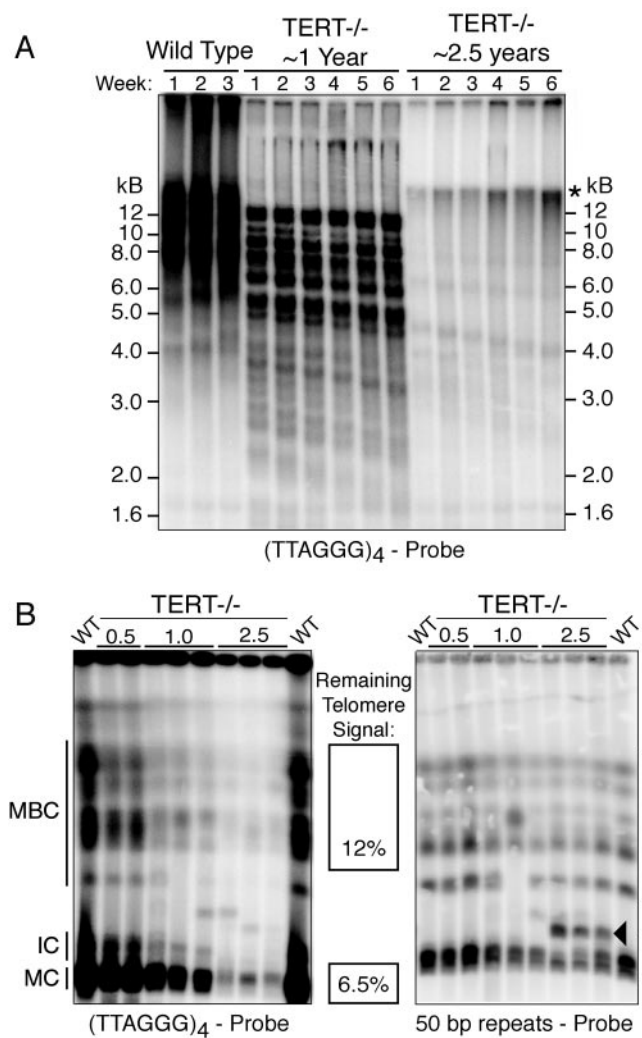 A
Wild Type
TERT-/-
~1 Year
TERT-/-
~2.5 years
Week: 1 2 3 1 2 3 4 5 6 1 2 3 4 5 6
kB
12
10
8.0
6.0
5.0
4.0
3.0
2.0
1.6
* kB
12
10
8.0
6.0
5.0
4.0
3.0
2.0
1.6
(TTAGGG)4 - Probe
B
TERT-/-
WT 0.5 1.0 2.5 WT
MBC
IC
MC
(TTAGGG)4 - Probe
Remaining
Telomere
Signal:
12%
6.5%
TERT-/-
WT 0.5 1.0 2.5 WT
50 bp repeats - Probe